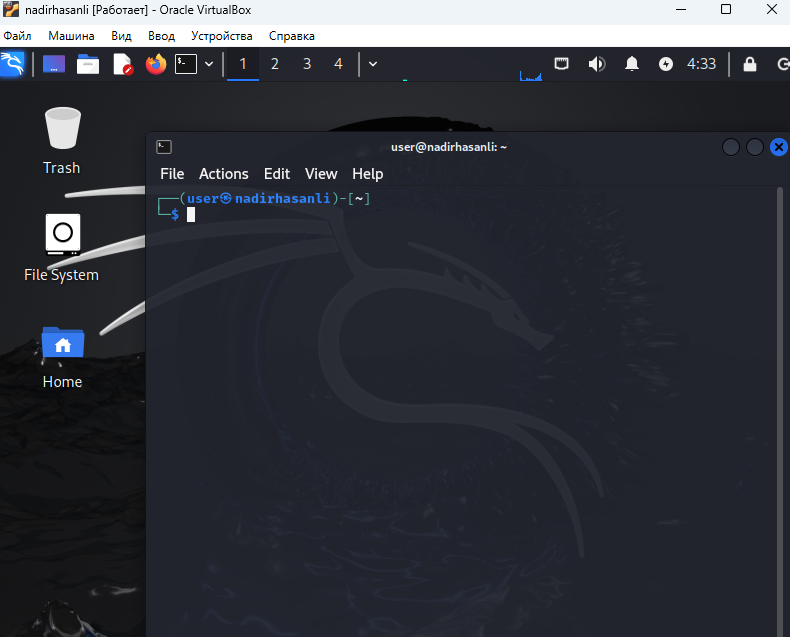 nadirhasanli [Работает] - Oracle VirtualBox
Файл Машина Вид Ввод Устройства Справка
1 2 3 4 4:33
Trash
File System
Home
user@nadirhasanli: ~
File Actions Edit View Help
┌──(user㉿nadirhasanli)-[~]
└─$